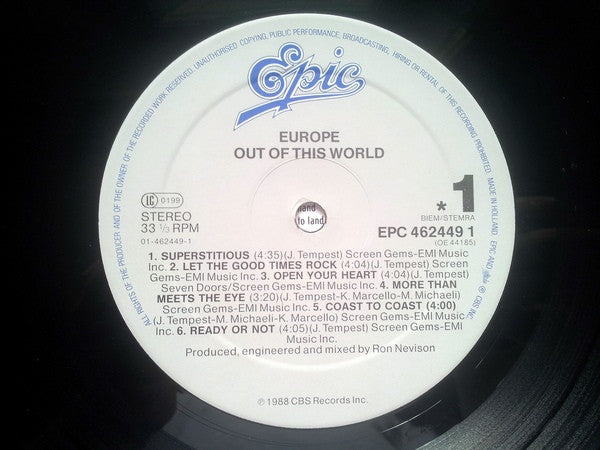 ALL RIGHTS OF THE PRODUCER AND OF THE OWNER OF THE RECORDED WORK RESERVED. UNAUTHORISED COPYING, PUBLIC PERFORMANCE, BROADCASTING, HIRING OR RENTAL OF THIS RECORDING PROHIBITED. MADE IN HOLLAND. EPIC AND
CBS INC.
Epic
EUROPE
OUT OF THIS WORLD
IC 0199
STEREO
33 1/3 RPM
01-462449-1
hand
to land
* 1
BIEM/STEMRA
EPC 462449 1
(OE 44185)
1. SUPERSTITIOUS (4:35)(J. Tempest) Screen Gems-EMI Music
Inc. 2. LET THE GOOD TIMES ROCK (4:04)(J. Tempest) Screen
Gems-EMI Music Inc. 3. OPEN YOUR HEART (4:04)(J. Tempest)
Seven Doors/Screen Gems-EMI Music Inc. 4. MORE THAN
MEETS THE EYE (3:20)(J. Tempest-K. Marcello-M. Michaeli)
Screen Gems-EMI Music Inc. 5. COAST TO COAST (4:00)
(J. Tempest-M. Michaeli-K. Marcello) Screen Gems-EMI Music
Inc. 6. READY OR NOT (4:05)(J. Tempest) Screen Gems-EMI
Music Inc.
Produced, engineered and mixed by Ron Nevison
℗ 1988 CBS Records Inc.